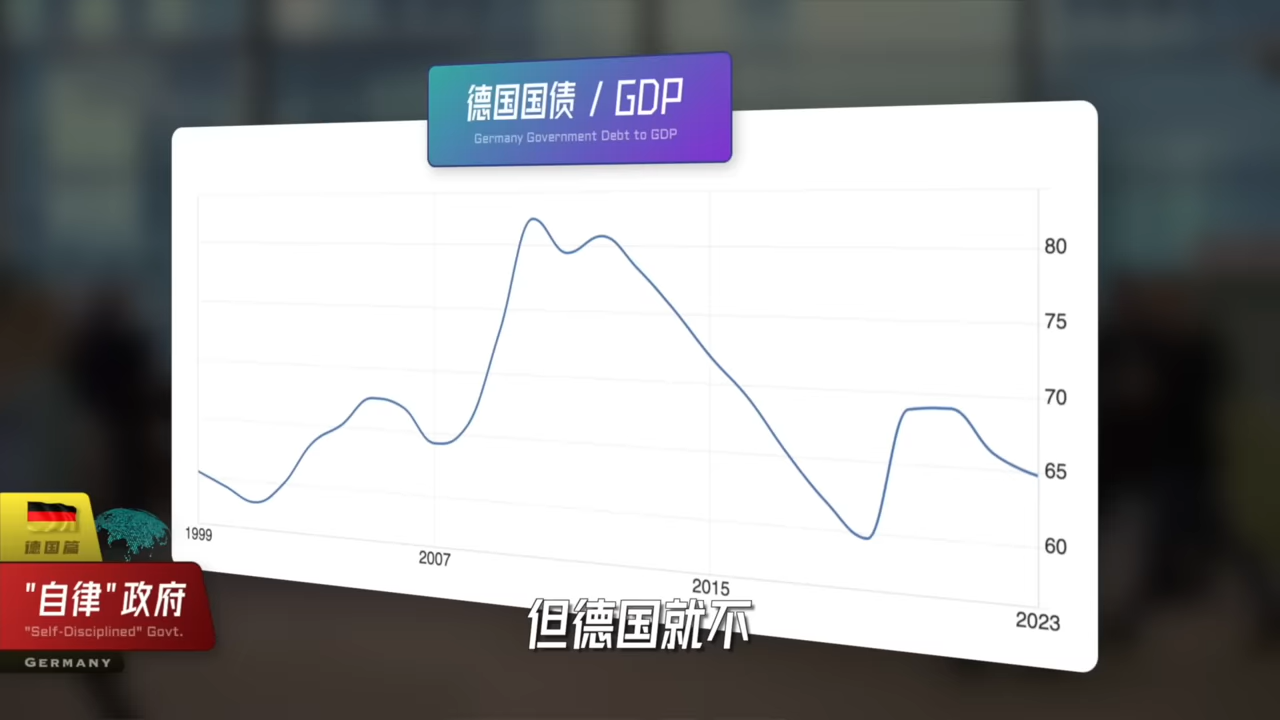 德国国债 / GDP
Germany Government Debt to GDP
80
75
70
65
60
1999
2007
2015
2023
德国篇
"自律"政府
"Self-Disciplined" Govt.
GERMANY
但德国就不